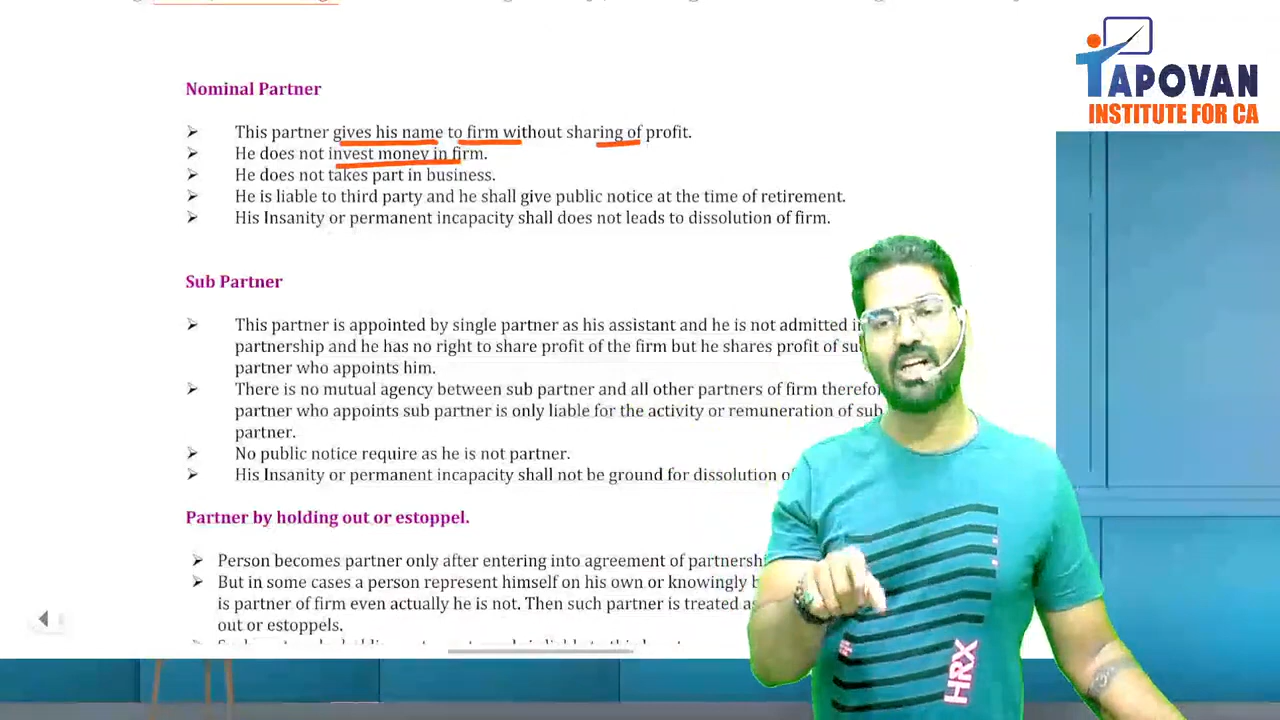 TAPOVAN
INSTITUTE FOR CA
Nominal Partner
➢ This partner gives his name to firm without sharing of profit.
➢ He does not invest money in firm.
➢ He does not takes part in business.
➢ He is liable to third party and he shall give public notice at the time of retirement.
➢ His Insanity or permanent incapacity shall does not leads to dissolution of firm.
Sub Partner
➢ This partner is appointed by single partner as his assistant and he is not admitted
partnership and he has no right to share profit of the firm but he shares profit of
partner who appoints him.
➢ There is no mutual agency between sub partner and all other partners of firm
partner who appoints sub partner is only liable for the activity or remuneration of sub
partner.
➢ No public notice require as he is not partner.
➢ His Insanity or permanent incapacity shall not be ground for dissolution
Partner by holding out or estoppel.
➢ Person becomes partner only after entering into agreement of
➢ But in some cases a person represent himself on his own or knowingly
is partner of firm even actually he is not. Then such partner is treated
out or estoppels.
HRX